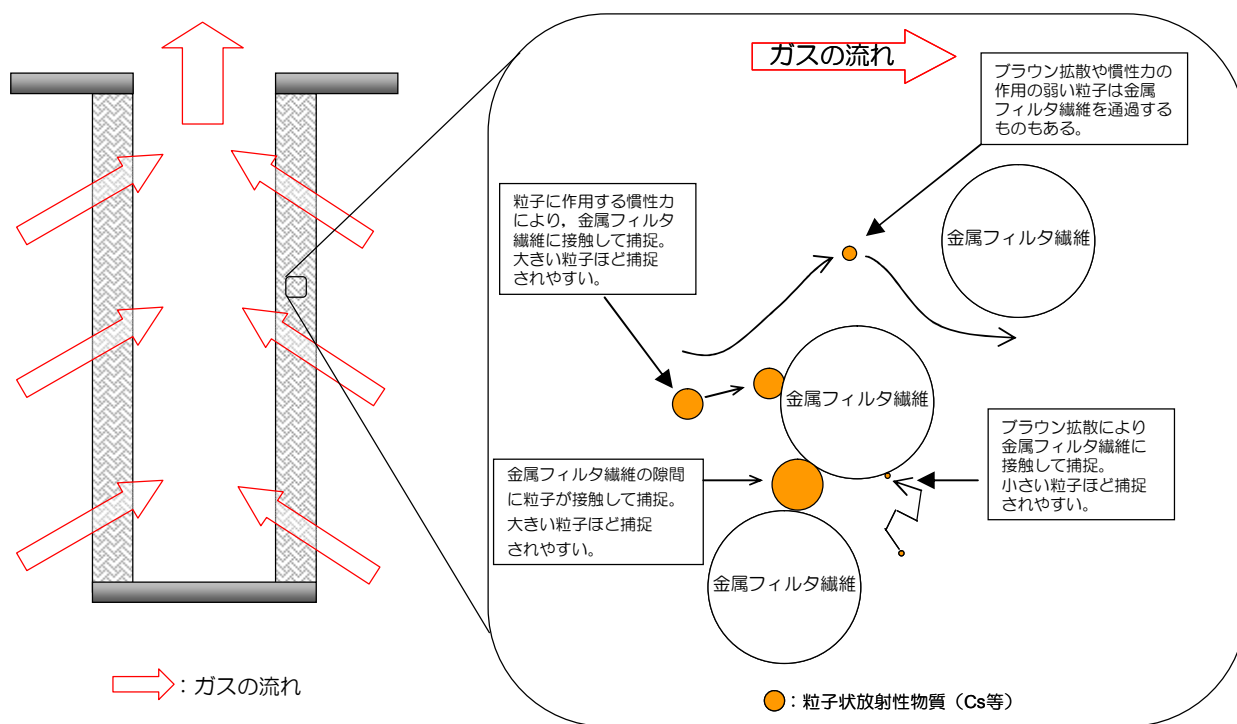 ガスの流れ
ブラウン拡散や慣性力の
作用の弱い粒子は金属
フィルタ繊維を通過する
ものもある。
粒子に作用する慣性力
により，金属フィルタ
繊維に接触して捕捉。
大きい粒子ほど捕捉
されやすい。
金属フィルタ繊維
金属フィルタ繊維
ブラウン拡散により
金属フィルタ繊維に
接触して捕捉。
小さい粒子ほど捕捉
されやすい。
金属フィルタ繊維の隙間
に粒子が接触して捕捉。
大きい粒子ほど捕捉
されやすい。
金属フィルタ繊維
：ガスの流れ
：粒子状放射性物質（Cs等）